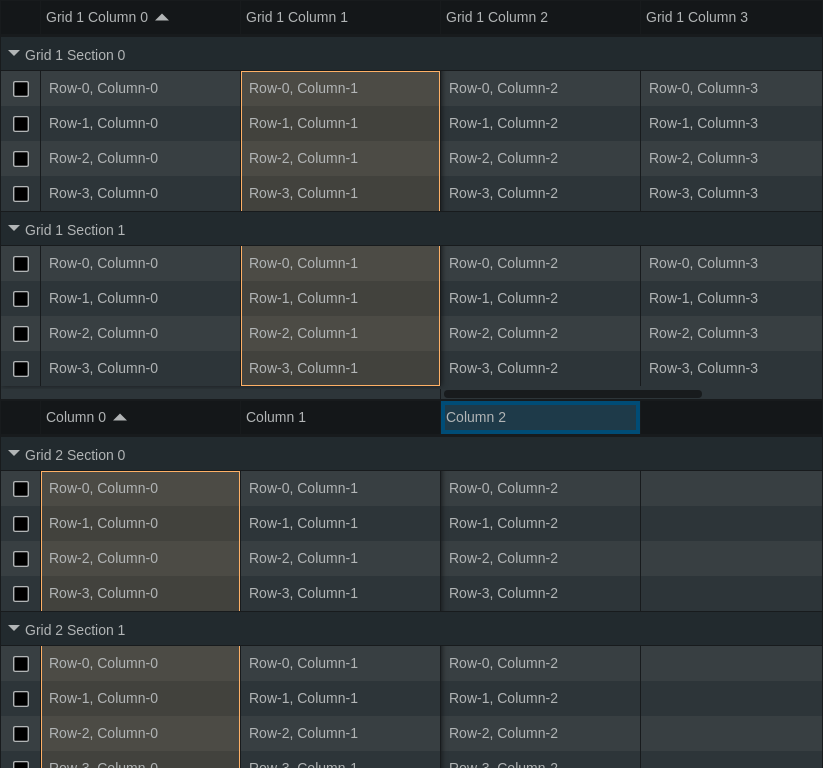 Grid 1 Column 0 Grid 1 Column 1 Grid 1 Column 2 Grid 1 Column 3
Grid 1 Section 0
Row-0, Column-0 Row-0, Column-1 Row-0, Column-2 Row-0, Column-3
Row-1, Column-0 Row-1, Column-1 Row-1, Column-2 Row-1, Column-3
Row-2, Column-0 Row-2, Column-1 Row-2, Column-2 Row-2, Column-3
Row-3, Column-0 Row-3, Column-1 Row-3, Column-2 Row-3, Column-3
Grid 1 Section 1
Row-0, Column-0 Row-0, Column-1 Row-0, Column-2 Row-0, Column-3
Row-1, Column-0 Row-1, Column-1 Row-1, Column-2 Row-1, Column-3
Row-2, Column-0 Row-2, Column-1 Row-2, Column-2 Row-2, Column-3
Row-3, Column-0 Row-3, Column-1 Row-3, Column-2 Row-3, Column-3
Column 0 Column 1 Column 2
Grid 2 Section 0
Row-0, Column-0 Row-0, Column-1 Row-0, Column-2
Row-1, Column-0 Row-1, Column-1 Row-1, Column-2
Row-2, Column-0 Row-2, Column-1 Row-2, Column-2
Row-3, Column-0 Row-3, Column-1 Row-3, Column-2
Grid 2 Section 1
Row-0, Column-0 Row-0, Column-1 Row-0, Column-2
Row-1, Column-0 Row-1, Column-1 Row-1, Column-2
Row-2, Column-0 Row-2, Column-1 Row-2, Column-2
Row-3, Column-0 Row-3, Column-1 Row-3, Column-2